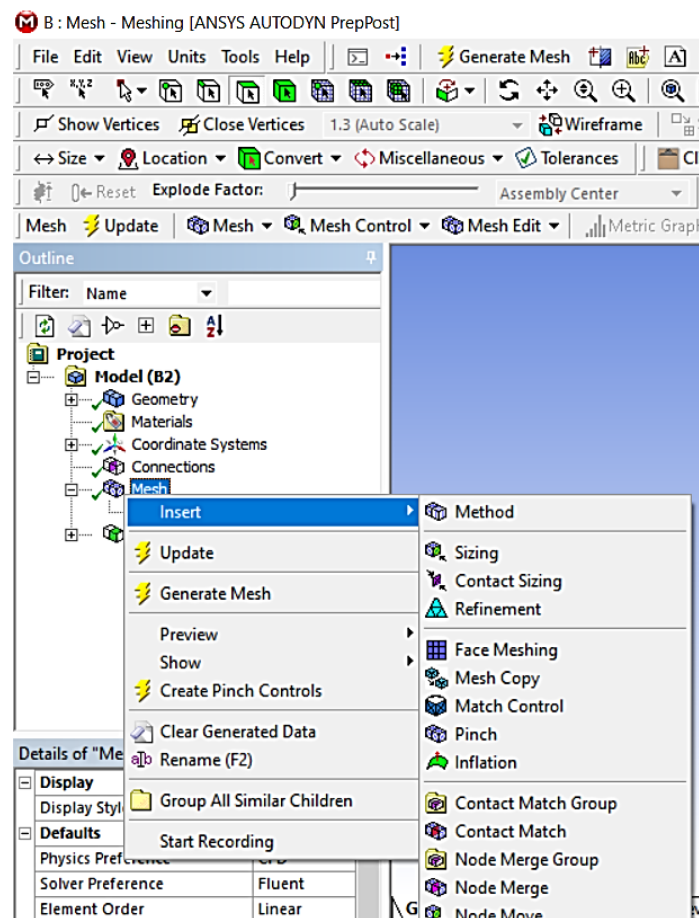 B : Mesh - Meshing [ANSYS AUTODYN PrepPost]
File Edit View Units Tools Help Generate Mesh
Show Vertices Close Vertices 1.3 (Auto Scale) Wireframe
Size Location Convert Miscellaneous Tolerances
Reset Explode Factor: Assembly Center
Mesh Update Mesh Mesh Control Mesh Edit Metric Grap
Outline
Filter: Name
Project
Model (B2)
Geometry
Materials
Coordinate Systems
Connections
Mesh
Insert
Update
Generate Mesh
Preview
Show
Create Pinch Controls
Clear Generated Data
Rename (F2)
Group All Similar Children
Start Recording
Method
Sizing
Contact Sizing
Refinement
Face Meshing
Mesh Copy
Match Control
Pinch
Inflation
Contact Match Group
Contact Match
Node Merge Group
Node Merge
Node Move
Details of "Me
Display
Display Styl
Defaults
Physics Preference CFD
Solver Preference Fluent
Element Order Linear